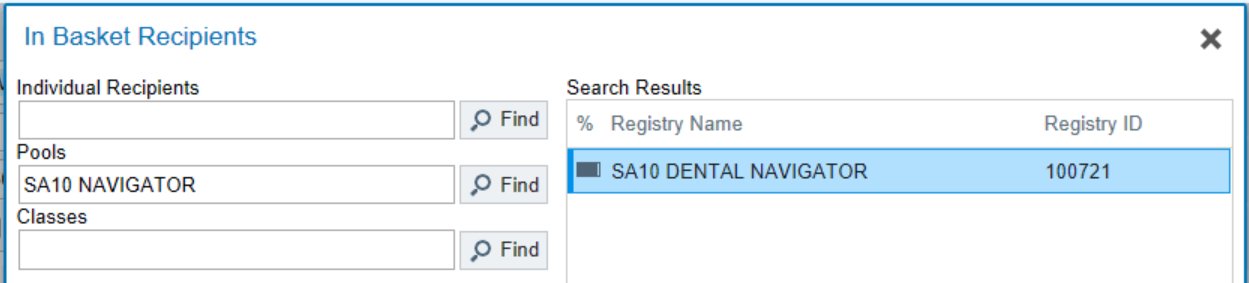 In Basket Recipients
Individual Recipients
Find
Pools
SA10 NAVIGATOR
Find
Classes
Find
Search Results
% Registry Name Registry ID
SA10 DENTAL NAVIGATOR 100721